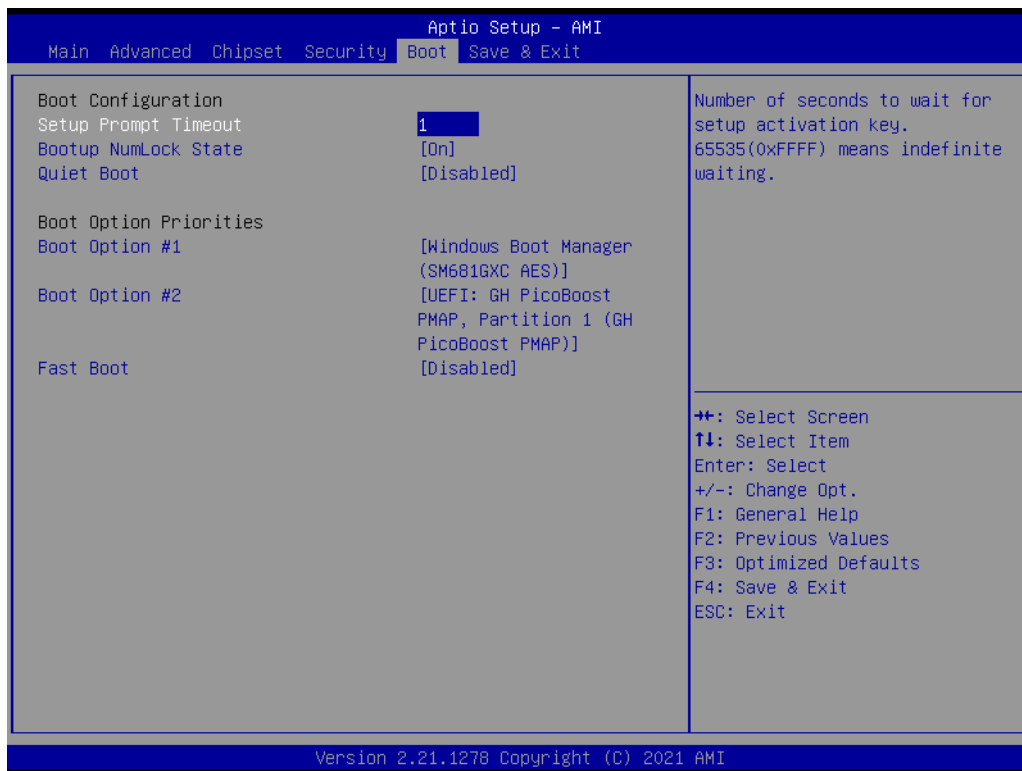 Aptio Setup – AMI
Main Advanced Chipset Security Boot Save & Exit
Boot Configuration
Setup Prompt Timeout 1
Bootup NumLock State [On]
Quiet Boot [Disabled]
Boot Option Priorities
Boot Option #1 [Windows Boot Manager
(SM681GXC AES)]
Boot Option #2 [UEFI: GH PicoBoost
PMAP, Partition 1 (GH
PicoBoost PMAP)]
Fast Boot [Disabled]
Number of seconds to wait for
setup activation key.
65535(0xFFFF) means indefinite
waiting.
→←: Select Screen
↑↓: Select Item
Enter: Select
+/-: Change Opt.
F1: General Help
F2: Previous Values
F3: Optimized Defaults
F4: Save & Exit
ESC: Exit
Version 2.21.1278 Copyright (C) 2021 AMI